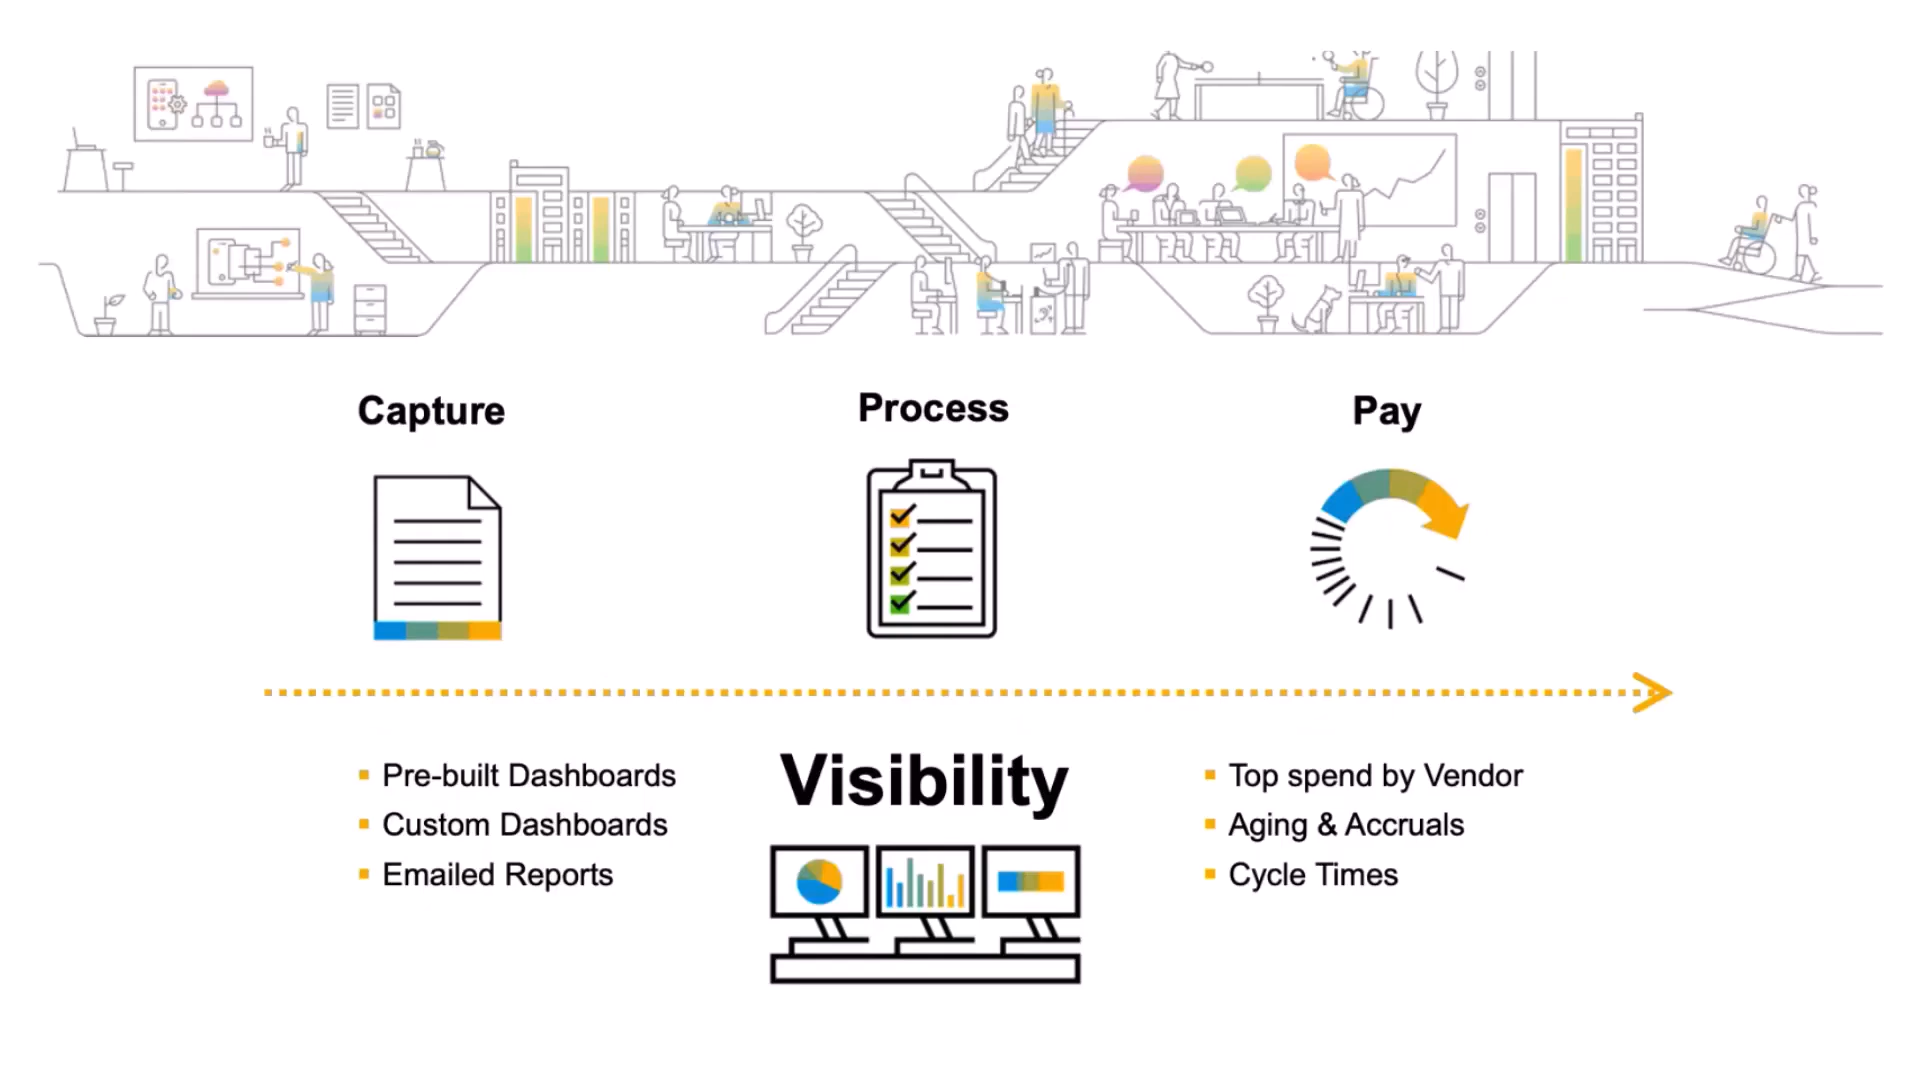 Capture
Process
Pay
Pre-built Dashboards
Custom Dashboards
Emailed Reports
Visibility
Top spend by Vendor
Aging & Accruals
Cycle Times